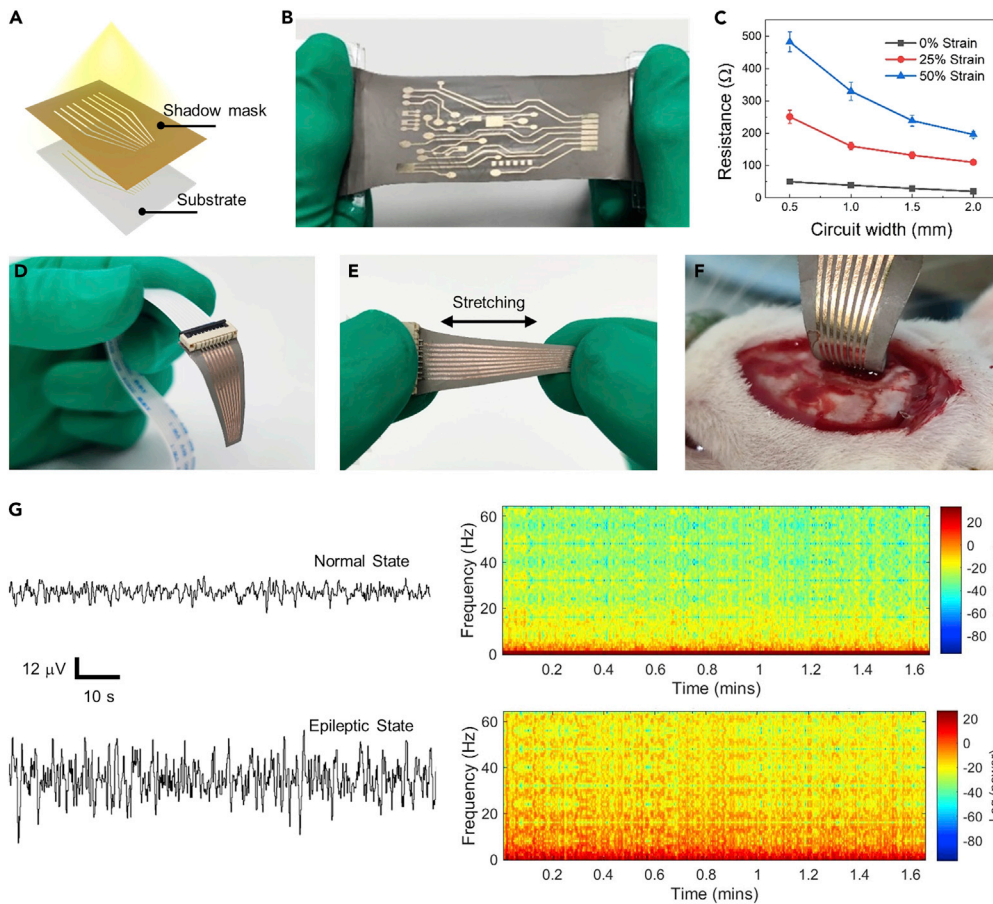 A
Shadow mask
Substrate
B
C
500
400
300
200
100
0
Resistance (Ω)
0% Strain
25% Strain
50% Strain
0.5 1.0 1.5 2.0
Circuit width (mm)
D
E
Stretching
F
G
Normal State
12 μV
10 s
Epileptic State
60
40
20
0
Frequency (Hz)
0.2 0.4 0.6 0.8 1 1.2 1.4 1.6
Time (mins)
20
0
-20
-40
-60
-80
60
40
20
0
Frequency (Hz)
0.2 0.4 0.6 0.8 1 1.2 1.4 1.6
Time (mins)
20
0
-20
-40
-60
-80